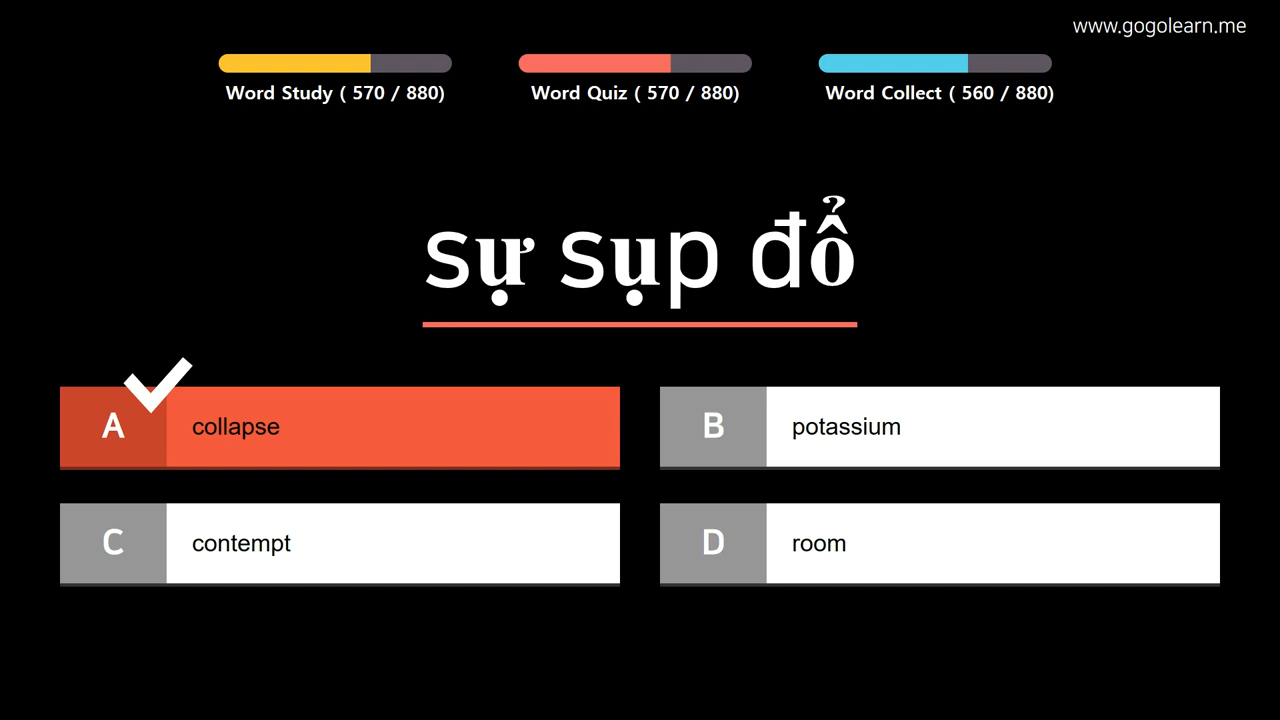 www.gogolearn.me
Word Study ( 570 / 880)
Word Quiz ( 570 / 880)
Word Collect ( 560 / 880)
sự sụp đổ
A collapse
B potassium
C contempt
D room